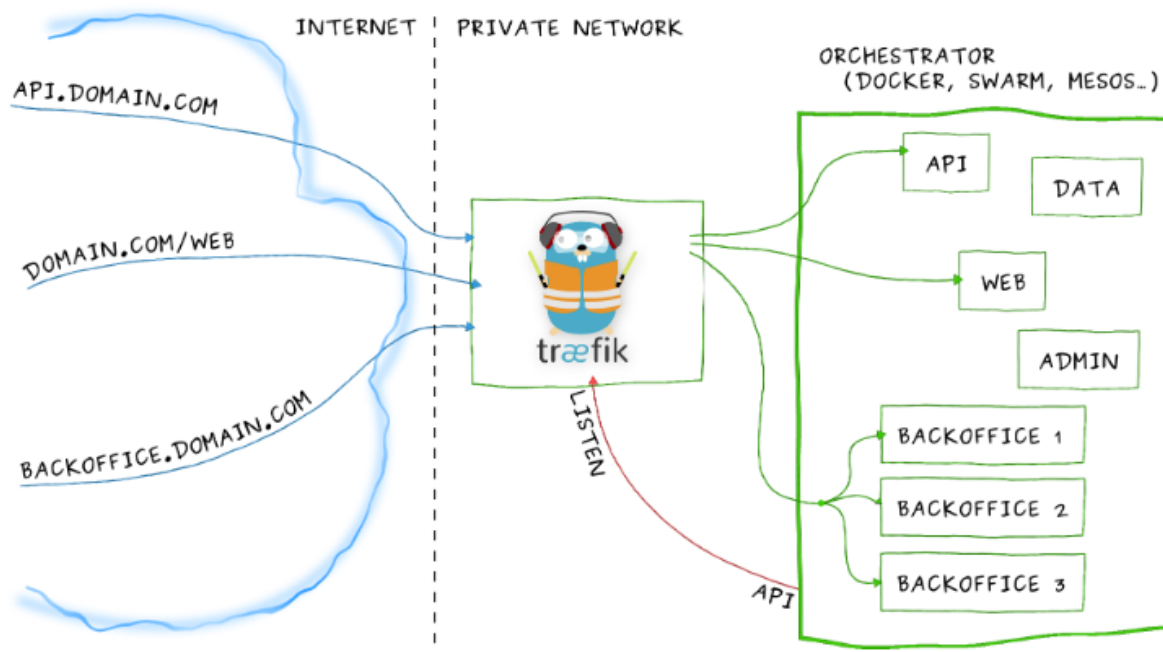 INTERNET
PRIVATE NETWORK
ORCHESTRATOR
(DOCKER, SWARM, MESOS…)
API.DOMAIN.COM
DOMAIN.COM/WEB
BACKOFFICE.DOMAIN.COM
træfik
LISTEN
API
API
DATA
WEB
ADMIN
BACKOFFICE 1
BACKOFFICE 2
BACKOFFICE 3